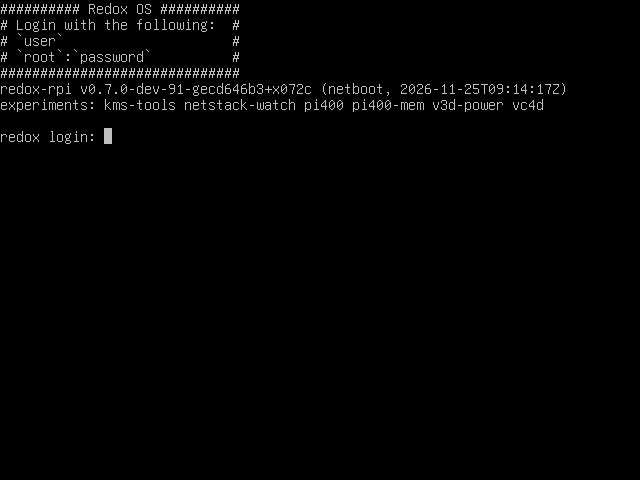 ########## Redox OS ##########
# Login with the following:  #
# `user`                     #
# `root`:`password`          #
##############################
redox-rpi v0.7.0-dev-91-gecd646b3+x072c (netboot, 2026-11-25T09:14:17Z)
experiments: kms-tools netstack-watch pi400 pi400-mem v3d-power vc4d
redox login: